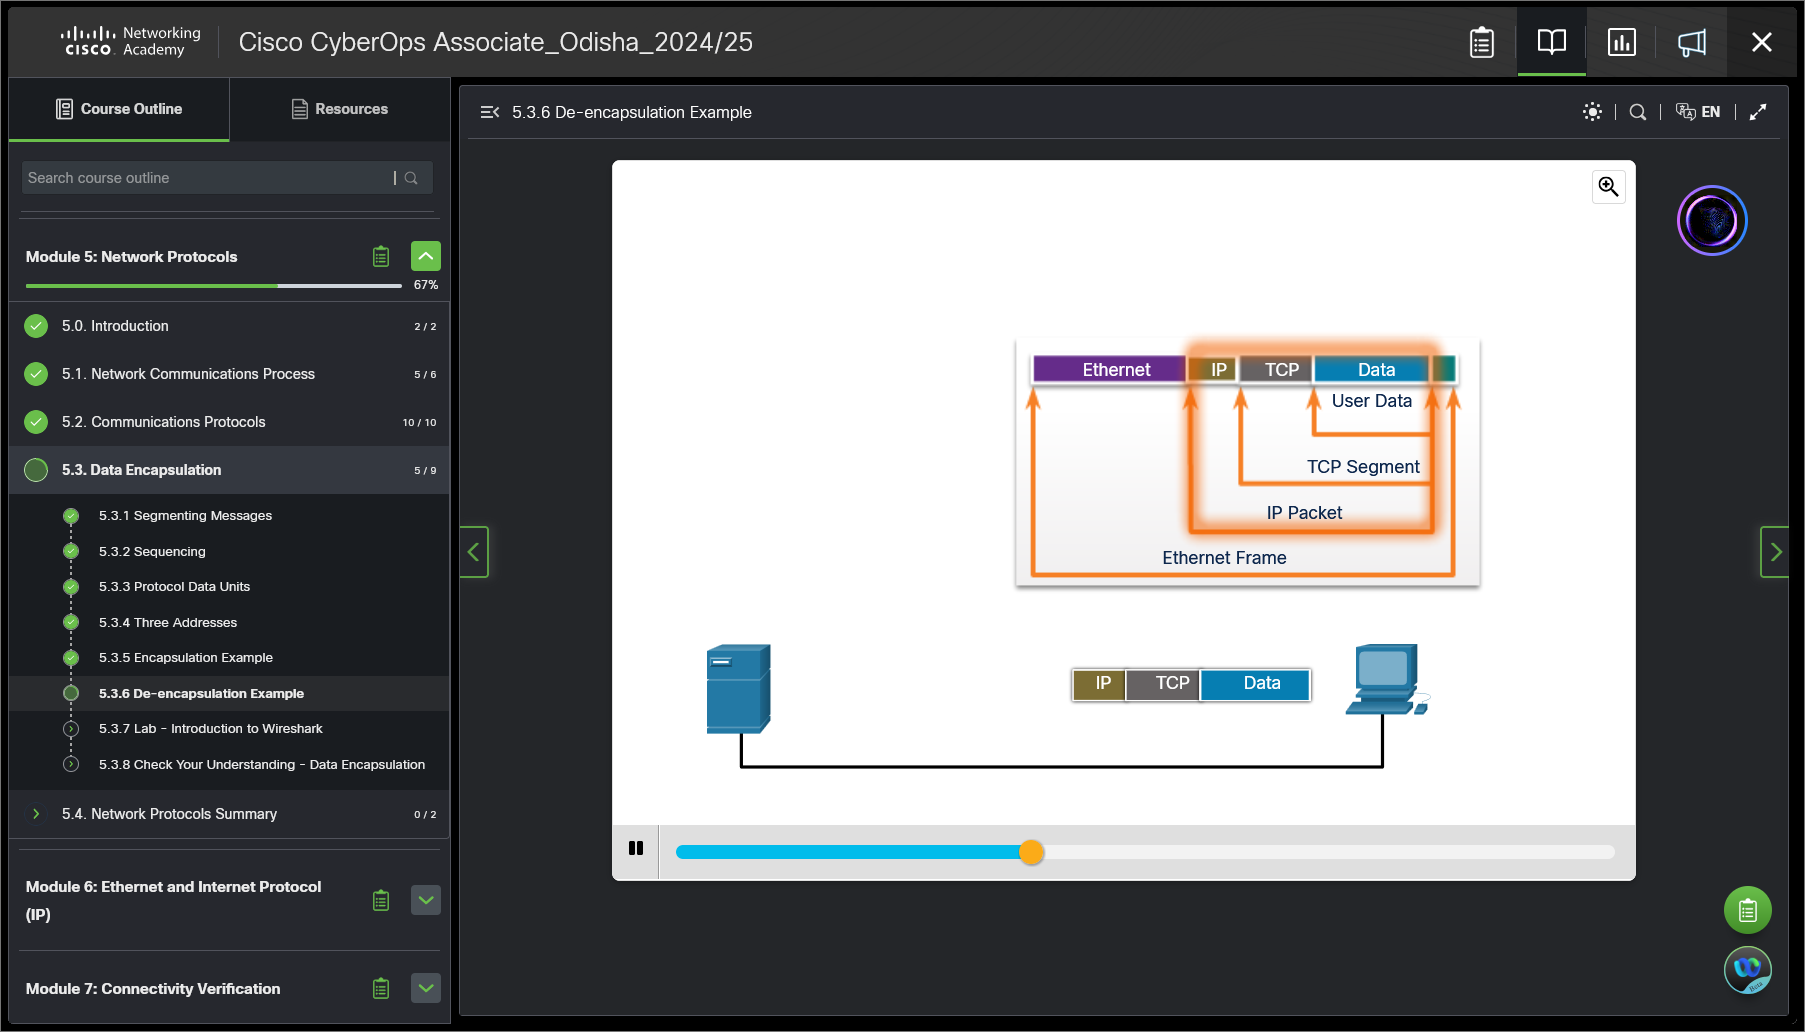 Networking
CISCO Academy
Cisco CyberOps Associate_Odisha_2024/25
Course Outline
Resources
5.3.6 De-encapsulation Example
EN
Search course outline
Module 5: Network Protocols
67%
5.0. Introduction 2 / 2
5.1. Network Communications Process 5 / 6
5.2. Communications Protocols 10 / 10
5.3. Data Encapsulation 5 / 9
5.3.1 Segmenting Messages
5.3.2 Sequencing
5.3.3 Protocol Data Units
5.3.4 Three Addresses
5.3.5 Encapsulation Example
5.3.6 De-encapsulation Example
5.3.7 Lab - Introduction to Wireshark
5.3.8 Check Your Understanding - Data Encapsulation
5.4. Network Protocols Summary 0 / 2
Module 6: Ethernet and Internet Protocol
(IP)
Module 7: Connectivity Verification
Ethernet IP TCP Data
User Data
TCP Segment
IP Packet
Ethernet Frame
IP TCP Data
Beta